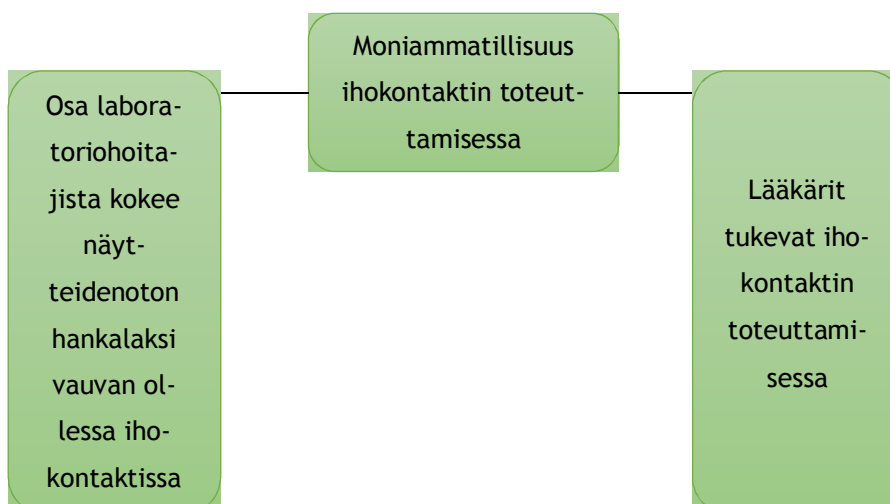 Moniammatillisuus
ihokontaktin toteut-
tamisessa
Osa labora-
toriohoita-
jista kokee
näyt-
teidenoton
hankalaksi
vauvan ol-
lessa iho-
kontaktissa
Lääkärit
tukevat iho-
kontaktin
toteuttami-
sessa